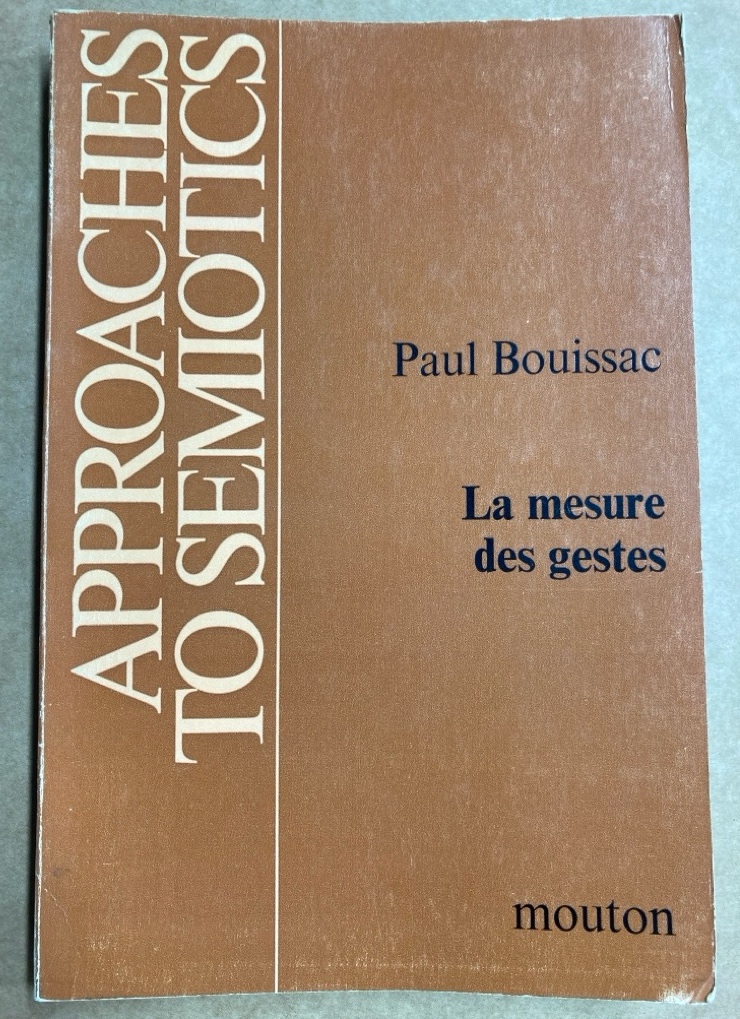 APPROACHES
TO SEMIOTICS
Paul Bouissac
La mesure
des gestes
mouton